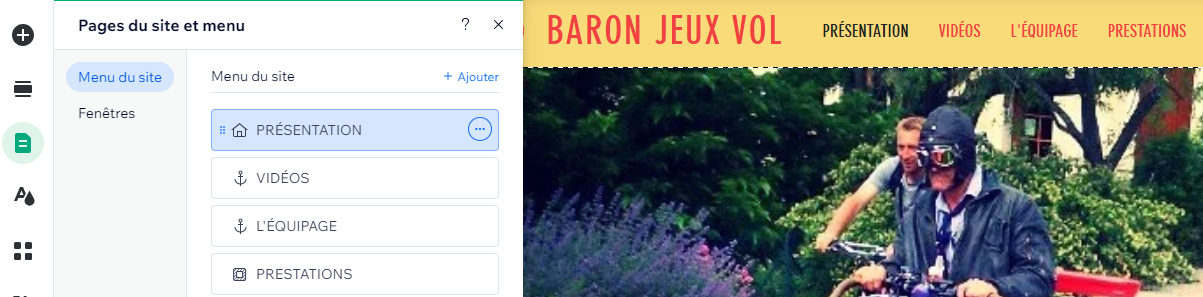 Pages du site et menu
?
Menu du site
Fenêtres
Menu du site
+ Ajouter
PRÉSENTATION
VIDÉOS
L'ÉQUIPAGE
PRESTATIONS
BARON JEUX VOL
PRÉSENTATION VIDÉOS L'ÉQUIPAGE PRESTATIONS